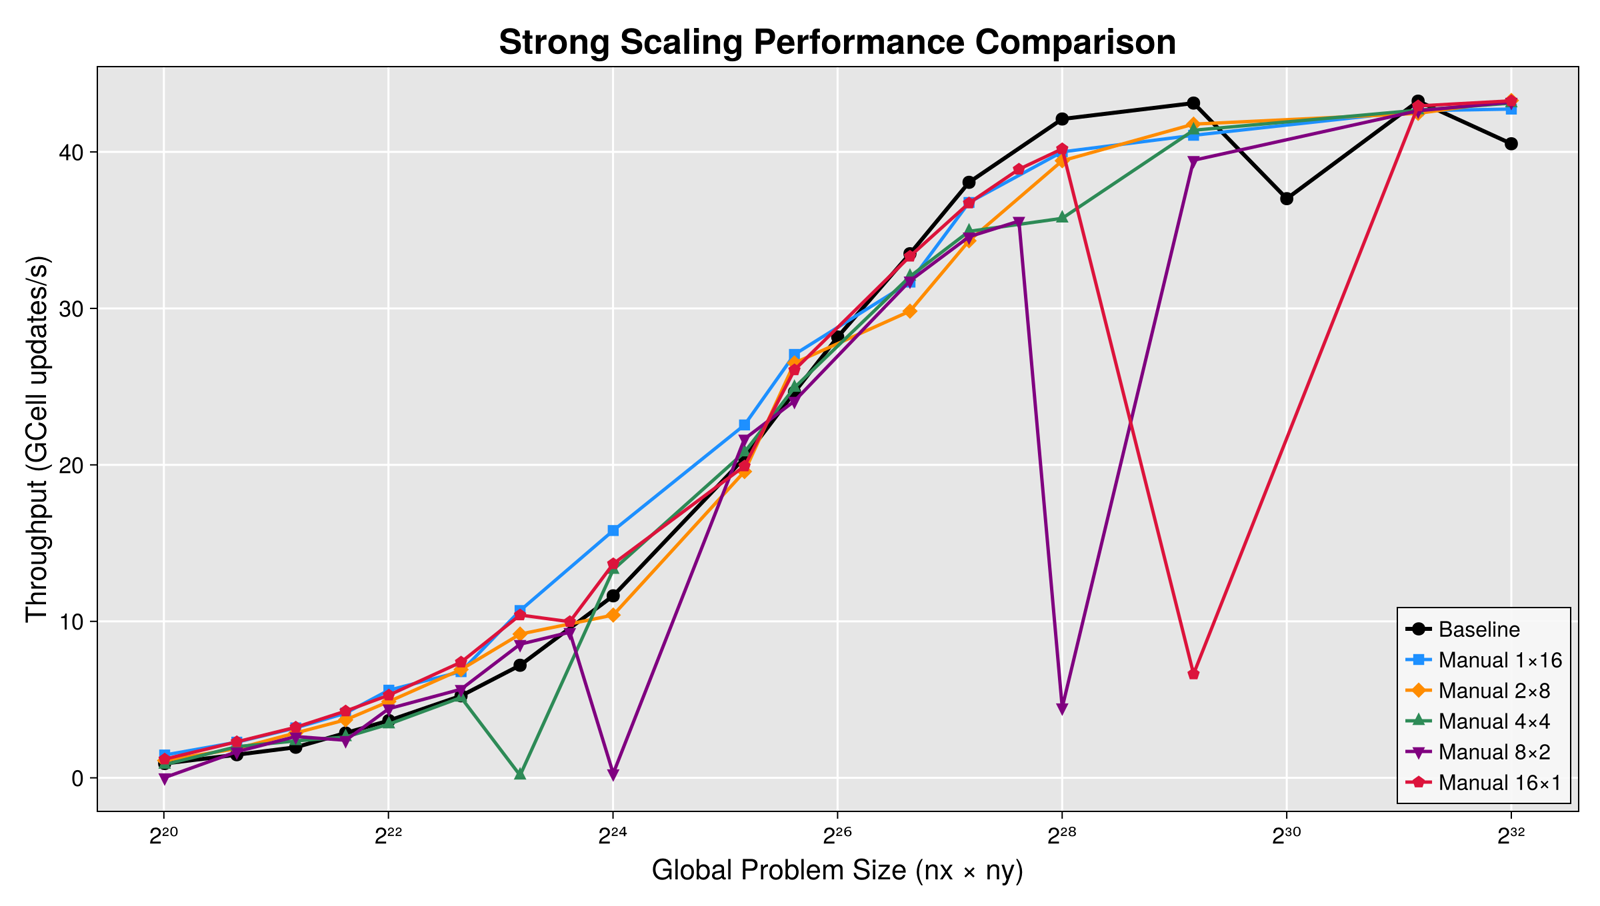 Strong Scaling Performance Comparison
Throughput (GCell updates/s)
40
30
20
10
0
2²⁰ 2²² 2²⁴ 2²⁶ 2²⁸ 2³⁰ 2³²
Global Problem Size (nx × ny)
Baseline
Manual 1×16
Manual 2×8
Manual 4×4
Manual 8×2
Manual 16×1